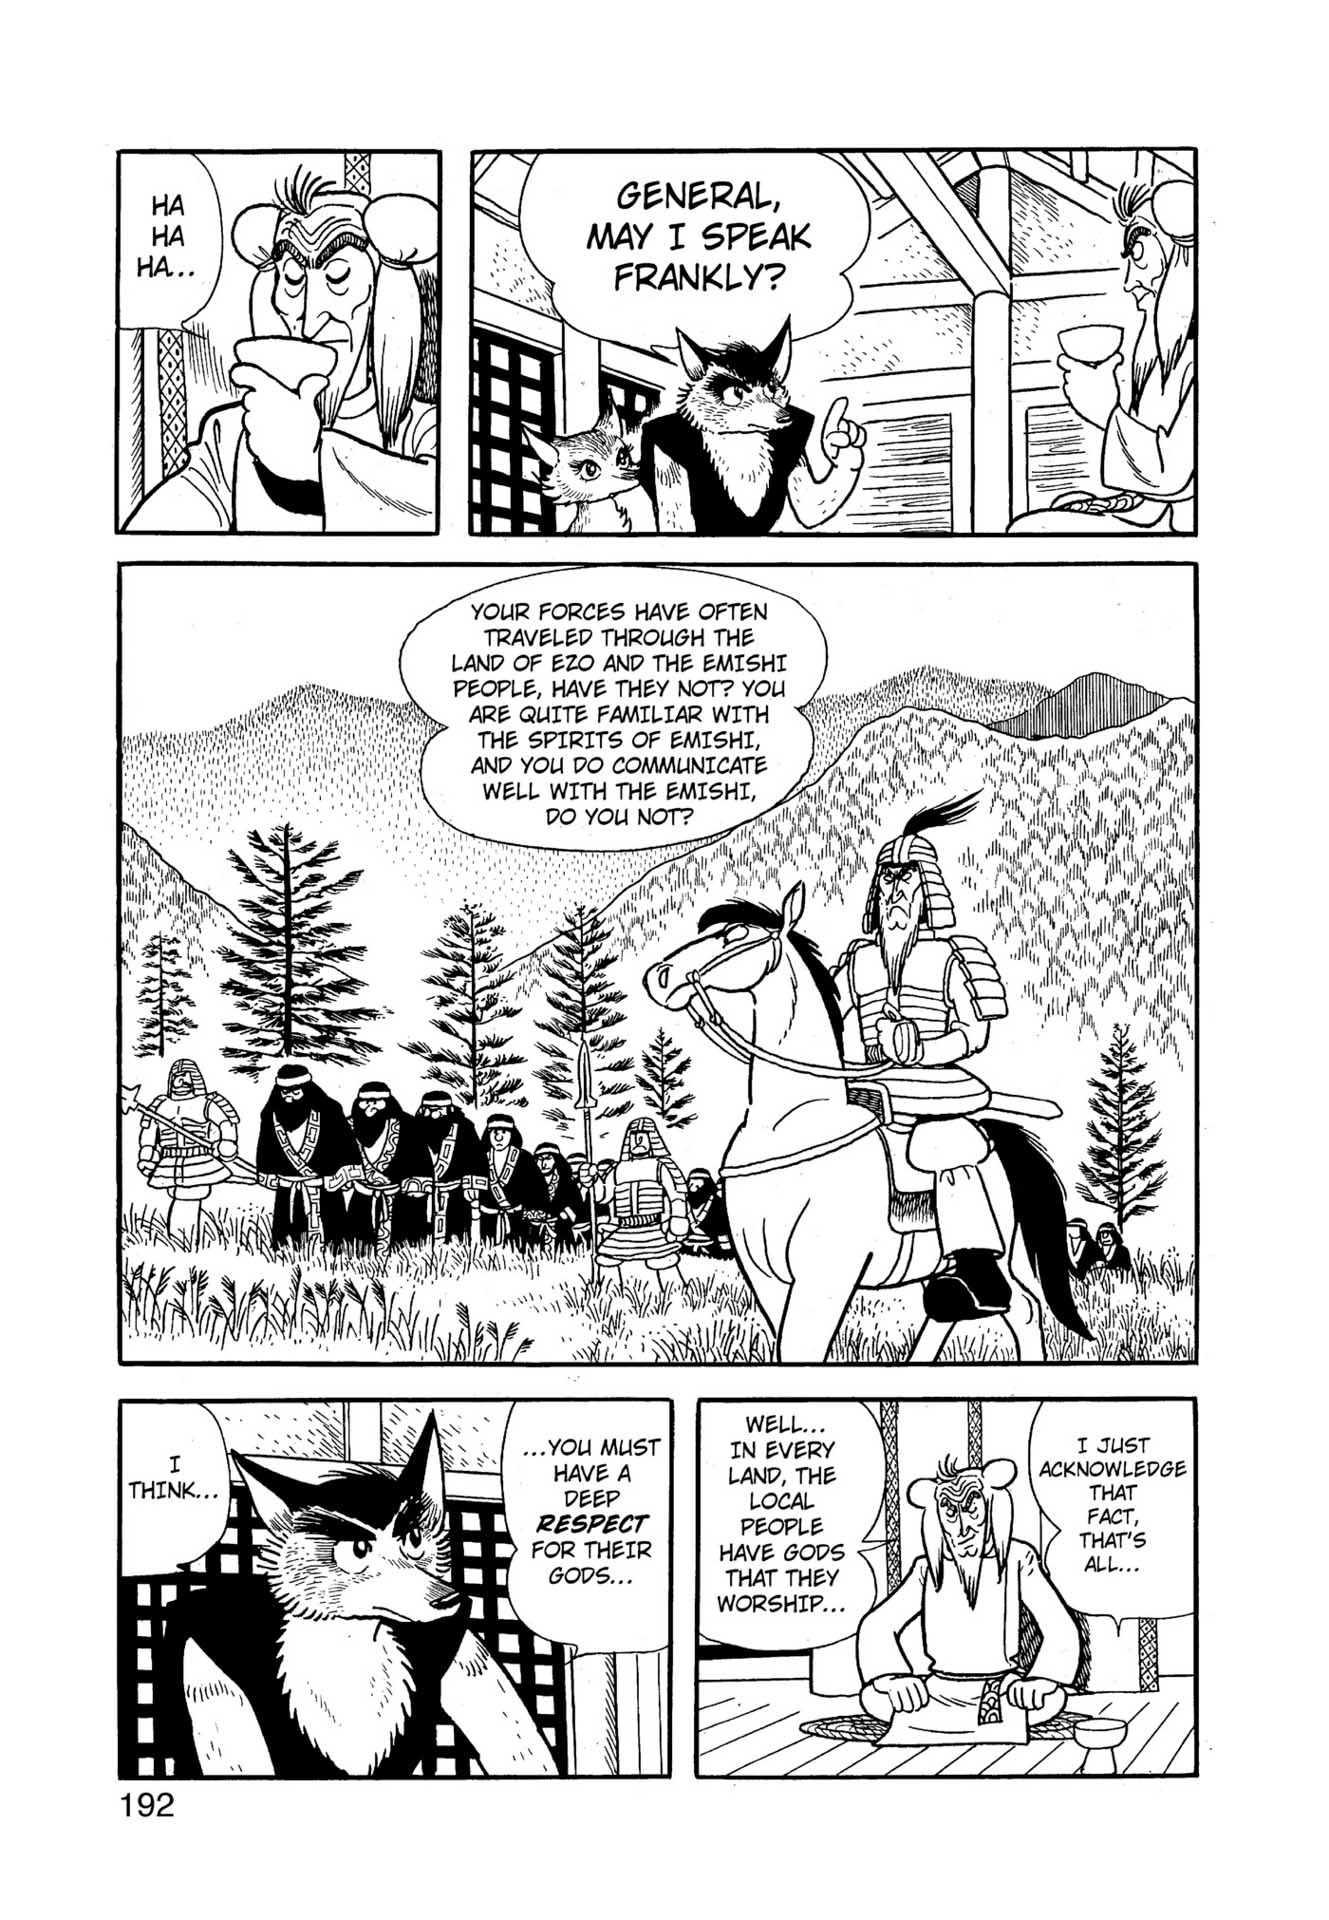 HA
HA
HA...
GENERAL,
MAY I SPEAK
FRANKLY?
YOUR FORCES HAVE OFTEN
TRAVELED THROUGH THE
LAND OF EZO AND THE EMISHI
PEOPLE, HAVE THEY NOT? YOU
ARE QUITE FAMILIAR WITH
THE SPIRITS OF EMISHI,
AND YOU DO COMMUNICATE
WELL WITH THE EMISHI,
DO YOU NOT?
I
THINK...
...YOU MUST
HAVE A
DEEP
RESPECT
FOR THEIR
GODS...
WELL...
IN EVERY
LAND, THE
LOCAL
PEOPLE
HAVE GODS
THAT THEY
WORSHIP...
I JUST
ACKNOWLEDGE
THAT
FACT,
THAT'S
ALL...
192